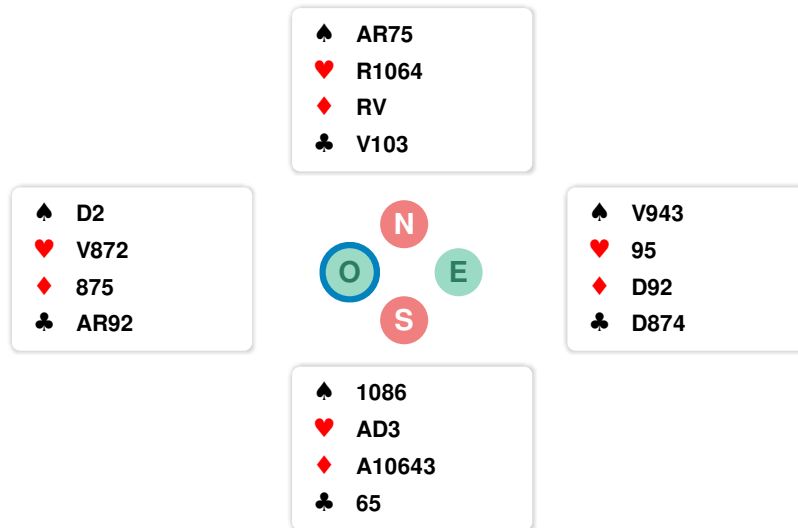 ♠ AR75
♥ R1064
♦ RV
♣ V103
♠ D2
♥ V872
♦ 875
♣ AR92
N
O E
S
♠ V943
♥ 95
♦ D92
♣ D874
♠ 1086
♥ AD3
♦ A10643
♣ 65